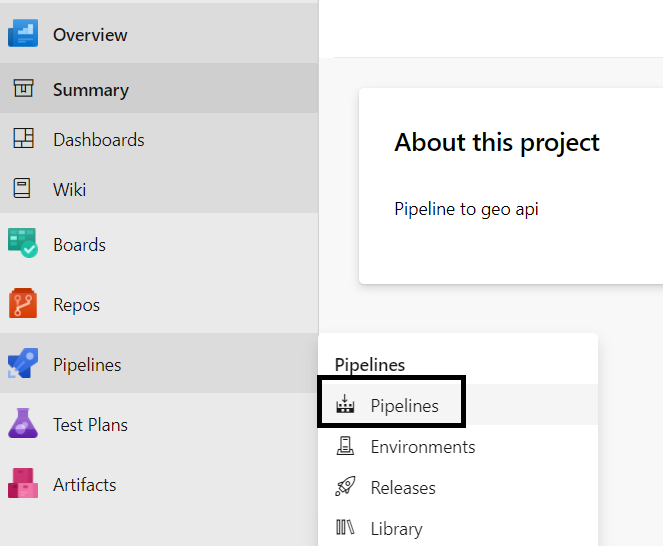 Overview
Summary
Dashboards
Wiki
Boards
Repos
Pipelines
Test Plans
Artifacts
About this project
Pipeline to geo api
Pipelines
Pipelines
Environments
Releases
Library